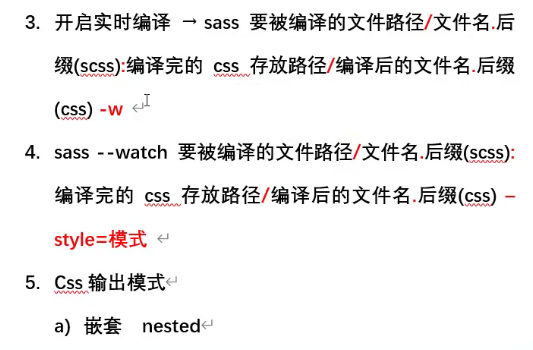 3. 开启实时编译 → sass 要被编译的文件路径/文件名.后
缀(scss):编译完的 css 存放路径/编译后的文件名.后缀
(css) -w ↵
4. sass --watch 要被编译的文件路径/文件名.后缀(scss):
编译完的 css 存放路径/编译后的文件名.后缀(css) –
style=模式 ↵
5. Css 输出模式↵
a) 嵌套 nested↵